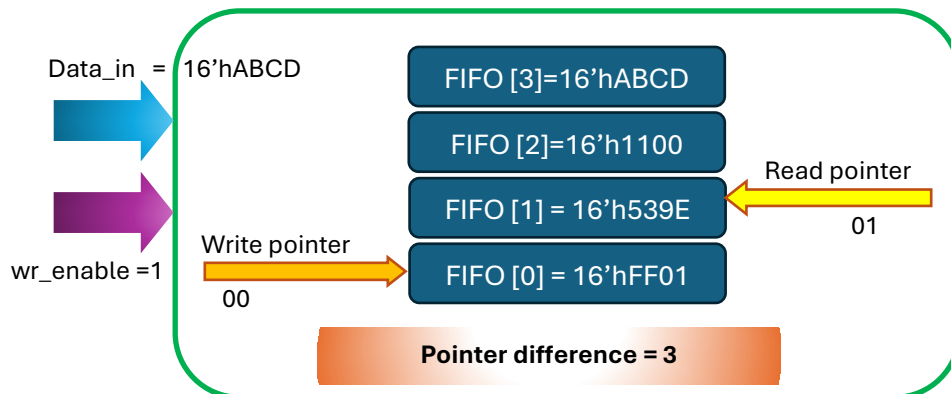 Data_in = 16'hABCD
wr_enable =1
Write pointer
00
FIFO [3]=16'hABCD
FIFO [2]=16'h1100
FIFO [1] = 16'h539E
FIFO [0] = 16'hFF01
Read pointer
01
Pointer difference = 3